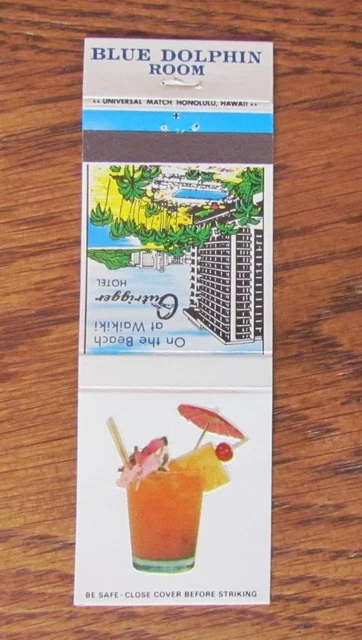 BLUE DOLPHIN
ROOM
•• UNIVERSAL MATCH HONOLULU, HAWAII ••
On the Beach
at Waikiki
Outrigger
HOTEL
BE SAFE - CLOSE COVER BEFORE STRIKING